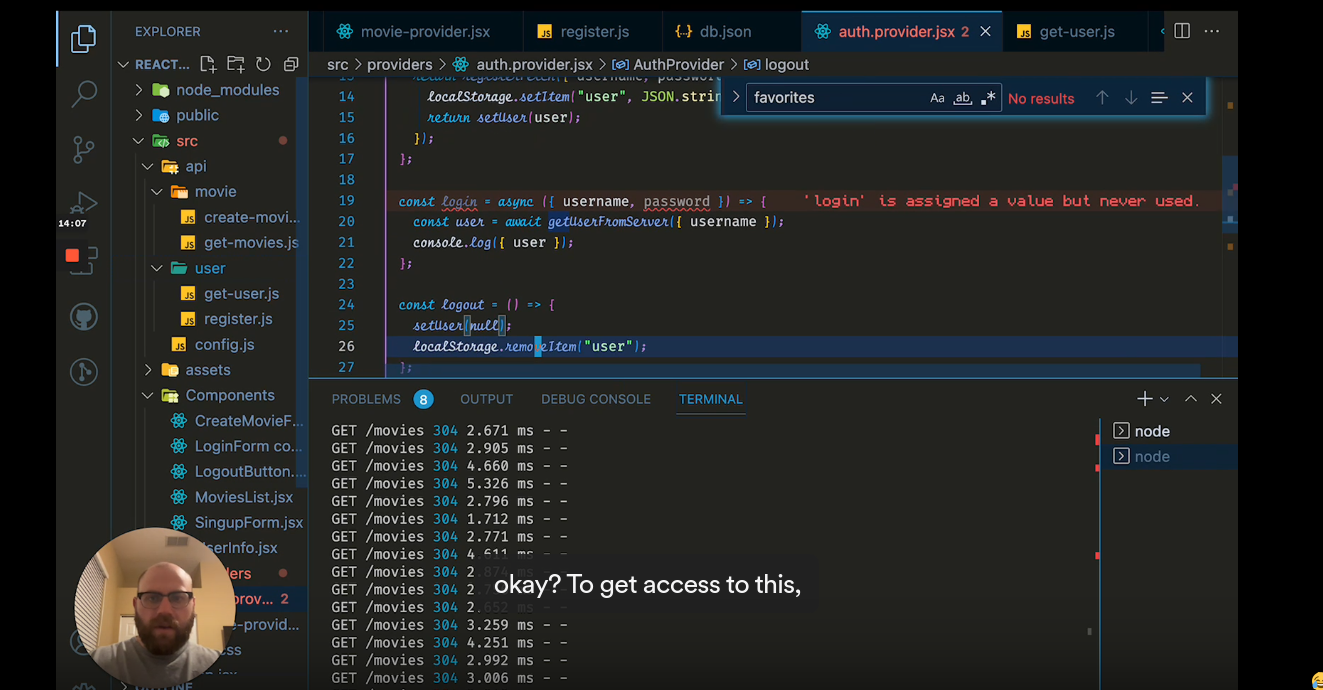 EXPLORER
movie-provider.jsx
register.js
db.json
auth.provider.jsx 2
get-user.js
REACT...
src > providers > auth.provider.jsx > AuthProvider > logout
favorites
Aa ab .* No results
node_modules
public
src
api
movie
create-movi...
get-movies.js
user
get-user.js
register.js
config.js
assets
Components
CreateMovieF...
LoginForm co...
LogoutButton....
MoviesList.jsx
SingupForm.jsx
serInfo.jsx
ders
prov... 2
e-provid...
14:07
14 localStorage.setItem("user", JSON.strin
15 return setUser(user);
16 });
17 };
18
19 const login = async ({ username, password }) => { 'login' is assigned a value but never used.
20 const user = await getUserFromServer({ username });
21 console.log({ user });
22 };
23
24 const logout = () => {
25 setUser(null);
26 localStorage.removeItem("user");
27 };
PROBLEMS 8 OUTPUT DEBUG CONSOLE TERMINAL
GET /movies 304 2.671 ms - -
GET /movies 304 2.905 ms - -
GET /movies 304 4.660 ms - -
GET /movies 304 5.326 ms - -
GET /movies 304 2.796 ms - -
GET /movies 304 1.712 ms - -
GET /movies 304 2.771 ms - -
GET /movies 304 4.611 ms - -
GET /movies 304 2.874 ms - -
GET /movies 304
GET /movies 304 2.652 ms - -
GET /movies 304 3.259 ms - -
GET /movies 304 4.251 ms - -
GET /movies 304 2.992 ms - -
GET /movies 304 3.006 ms - -
node
node
okay? To get access to this,